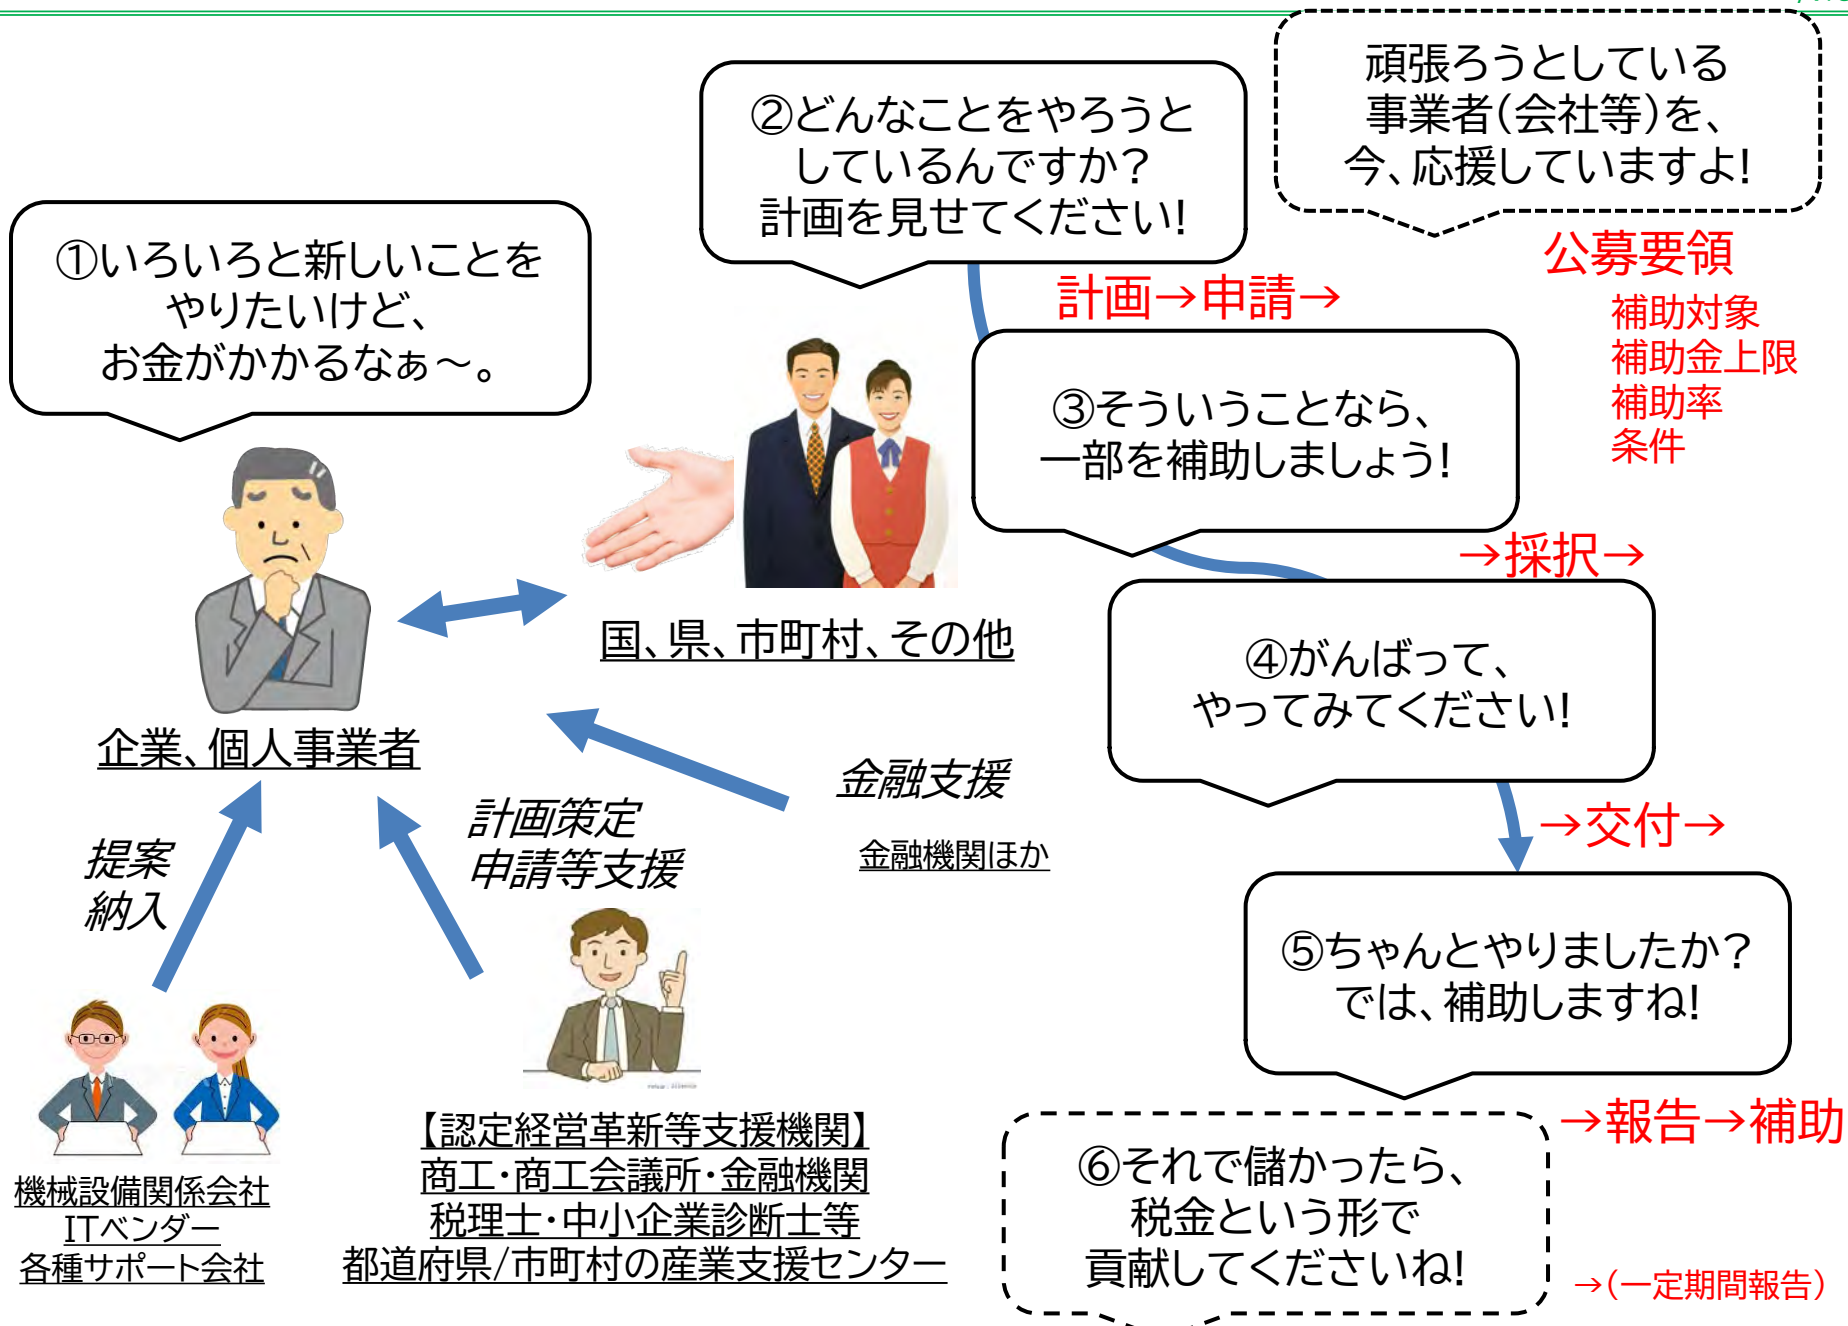 頑張ろうとしている
事業者(会社等)を、
今、応援していますよ!
②どんなことをやろうと
しているんですか?
計画を見せてください!
①いろいろと新しいことを
やりたいけど、
お金がかかるなぁ~。
公募要領
補助対象
補助金上限
補助率
条件
計画→申請→
③そういうことなら、
一部を補助しましょう!
→採択→
国、県、市町村、その他
④がんばって、
やってみてください!
企業、個人事業者
金融支援
金融機関ほか
計画策定
申請等支援
提案
納入
→交付→
⑤ちゃんとやりましたか?
では、補助しますね!
→報告→補助
【認定経営革新等支援機関】
商工・商工会議所・金融機関
税理士・中小企業診断士等
都道府県/市町村の産業支援センター
機械設備関係会社
ITベンダー
各種サポート会社
⑥それで儲かったら、
税金という形で
貢献してくださいね!
→(一定期間報告)